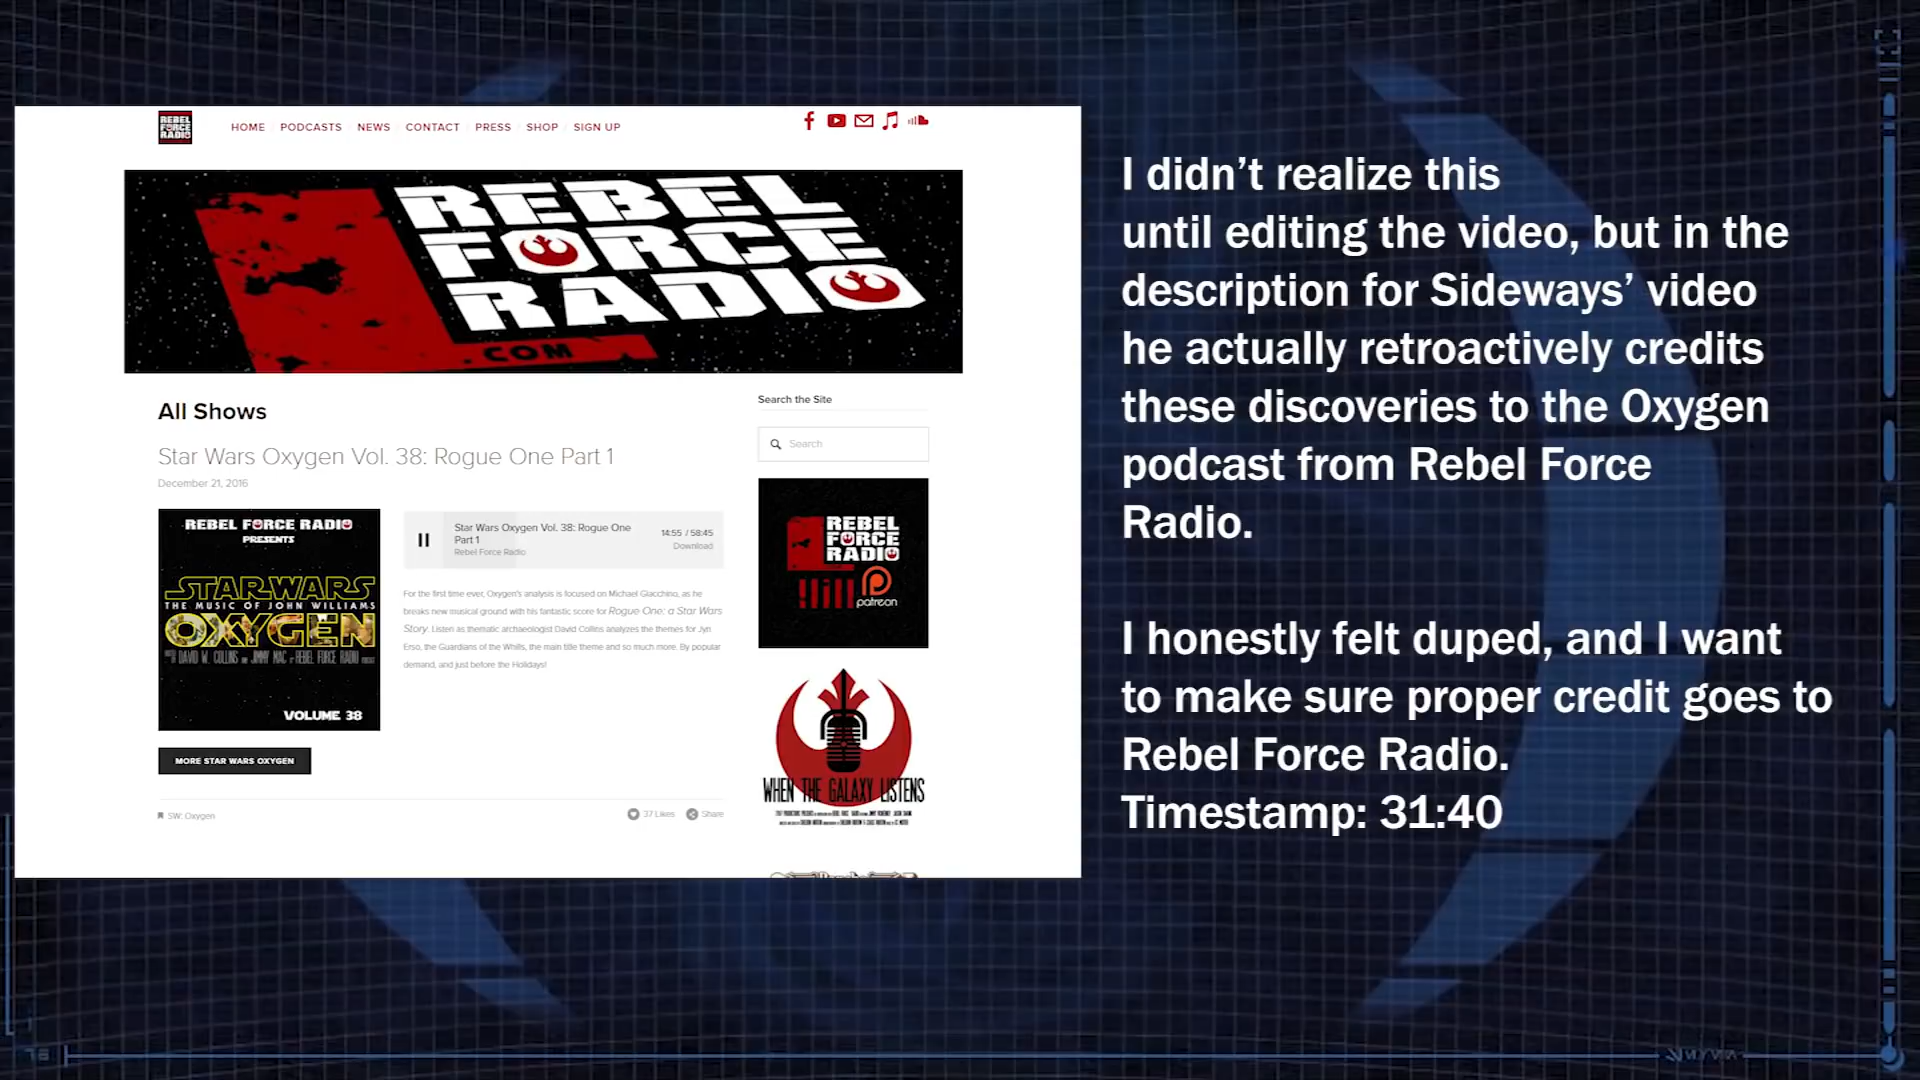 REBEL
FORCE
RADIO
HOME / PODCASTS / NEWS / CONTACT / PRESS / SHOP / SIGN UP
REBEL
FORCE
RADIO
.COM
All Shows
Star Wars Oxygen Vol. 38: Rogue One Part 1
December 21, 2016
REBEL FORCE RADIO
PRESENTS
STAR WARS
THE MUSIC OF JOHN WILLIAMS
OXYGEN
DAVID W. COLLINS AND JIMMY MAC
VOLUME 38
Star Wars Oxygen Vol. 38: Rogue One
Part 1
Rebel Force Radio
14:55 / 58:45
Download
For the first time ever, Oxygen's analysis is focused on Michael Giacchino, as he
breaks new musical ground with his fantastic score for Rogue One: a Star Wars
Story. Listen as thematic archaeologist David Collins analyzes the themes for Jyn
Erso, the Guardians of the Whills, the main title theme and so much more. By popular
demand, and just before the Holidays!
MORE STAR WARS OXYGEN
SW: Oxygen
37 Likes
Share
Search the Site
Search
REBEL
FORCE
RADIO
patreon
WHEN THE GALAXY LISTENS
I didn’t realize this
until editing the video, but in the
description for Sideways’ video
he actually retroactively credits
these discoveries to the Oxygen
podcast from Rebel Force
Radio.
I honestly felt duped, and I want
to make sure proper credit goes to
Rebel Force Radio.
Timestamp: 31:40